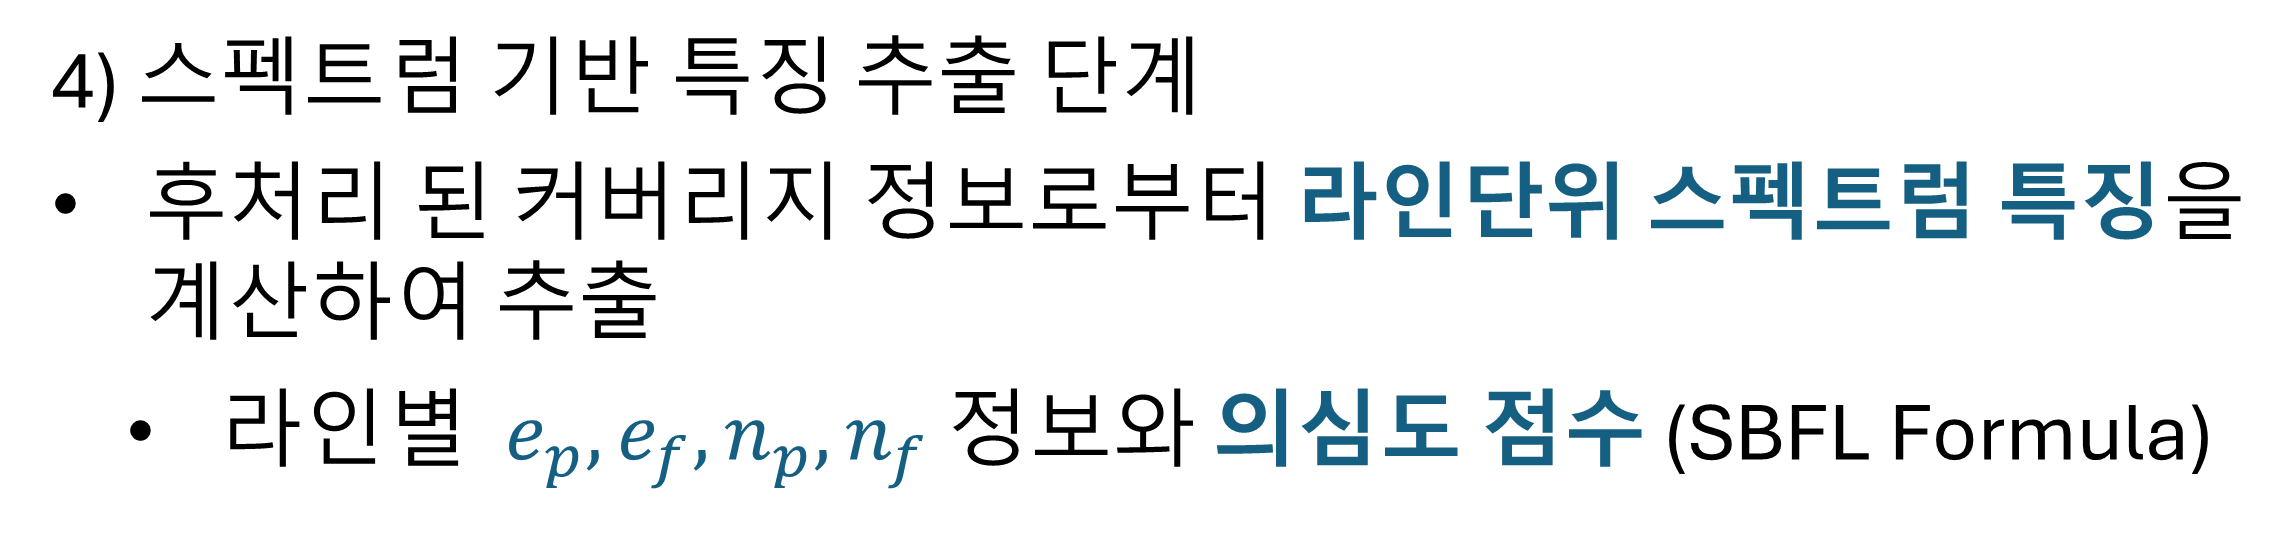 4) 스펙트럼 기반 특징 추출 단계
• 후처리 된 커버리지 정보로부터 라인단위 스펙트럼 특징을
계산하여 추출
• 라인별 e_p, e_f, n_p, n_f 정보와 의심도 점수 (SBFL Formula)